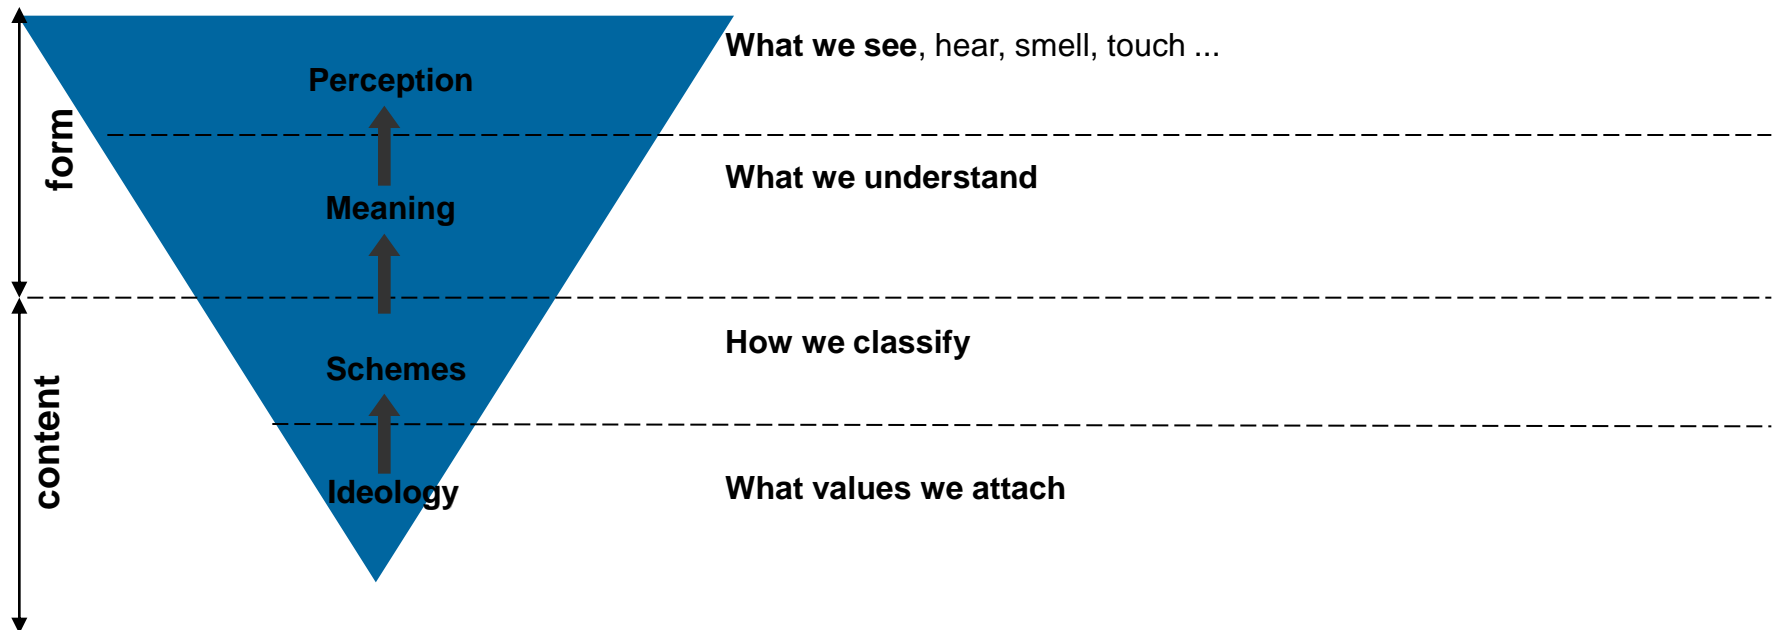 What we see, hear, smell, touch ...
Perception
form
What we understand
Meaning
How we classify
Schemes
content
Ideology
What values we attach